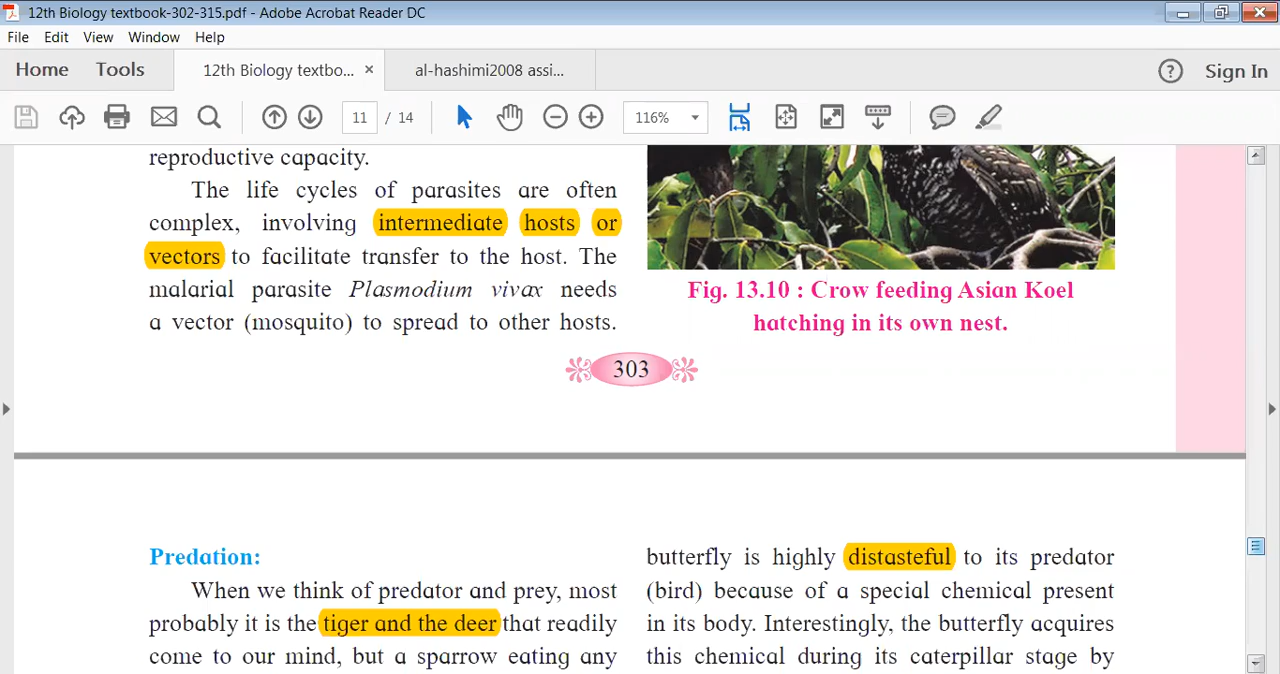 12th Biology textbook-302-315.pdf - Adobe Acrobat Reader DC
File Edit View Window Help
Home Tools 12th Biology textbo... × al-hashimi2008 assi... ? Sign In
11 / 14 116%
reproductive capacity.
The life cycles of parasites are often
complex, involving intermediate hosts or
vectors to facilitate transfer to the host. The
malarial parasite Plasmodium vivax needs
a vector (mosquito) to spread to other hosts.
Fig. 13.10 : Crow feeding Asian Koel
hatching in its own nest.
303
Predation:
When we think of predator and prey, most
probably it is the tiger and the deer that readily
come to our mind, but a sparrow eating any
butterfly is highly distasteful to its predator
(bird) because of a special chemical present
in its body. Interestingly, the butterfly acquires
this chemical during its caterpillar stage by